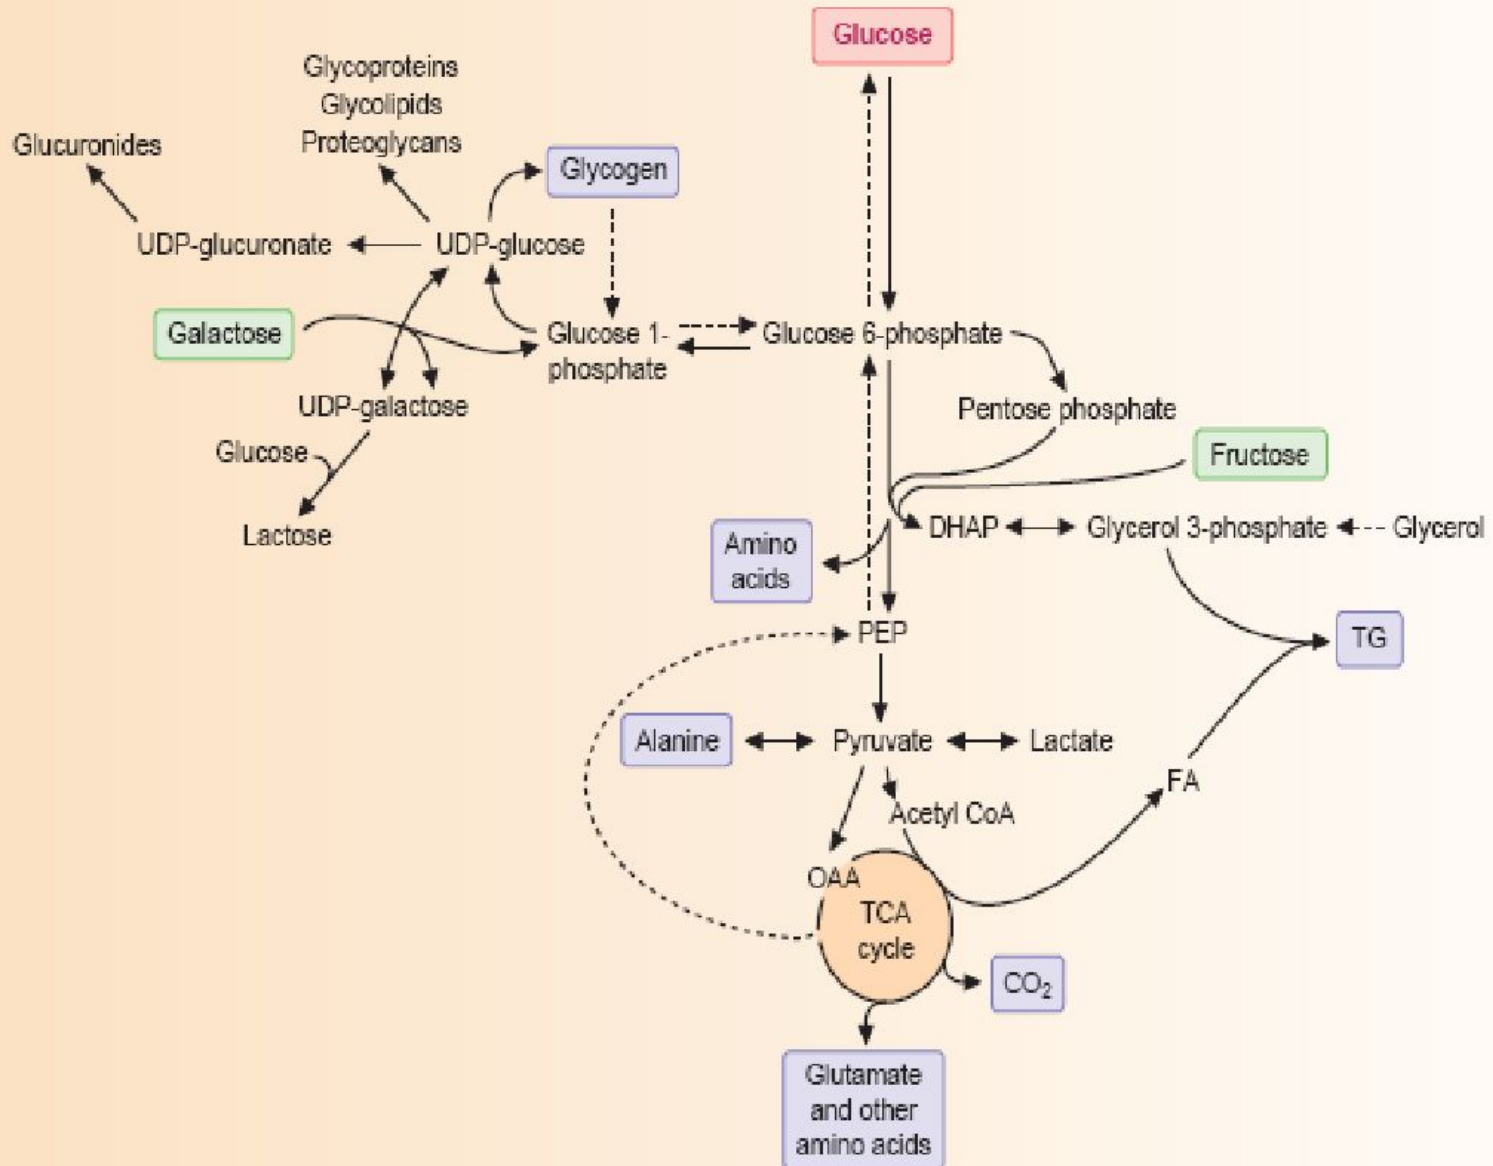 Glucose
Glycoproteins
Glycolipids
Proteoglycans
Glucuronides
Glycogen
UDP-glucuronate
UDP-glucose
Galactose
Glucose 1-
phosphate
Glucose 6-phosphate
UDP-galactose
Pentose phosphate
Glucose
Fructose
Lactose
DHAP
Glycerol 3-phosphate
Glycerol
Amino
acids
PEP
TG
Alanine
Pyruvate
Lactate
FA
Acetyl CoA
OAA
TCA
cycle
CO₂
Glutamate
and other
amino acids